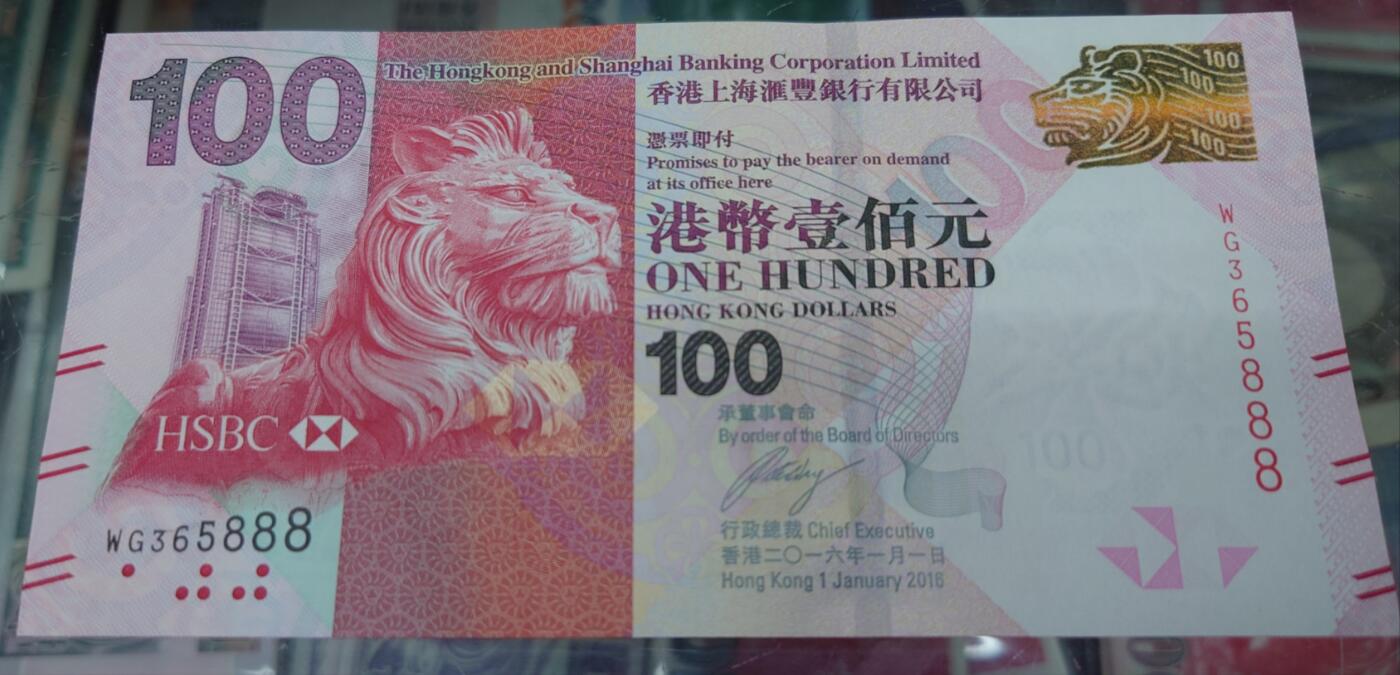 100
The Hongkong and Shanghai Banking Corporation Limited
香港上海滙豐銀行有限公司
憑票即付
Promises to pay the bearer on demand
at its office here
港幣壹佰元
ONE HUNDRED
HONG KONG DOLLARS
100
承董事會命
By order of the Board of Directors
行政總裁 Chief Executive
香港二〇一六年一月一日
Hong Kong 1 January 2016
HSBC
WG365888
100
100
100
100
WG365888
100
100